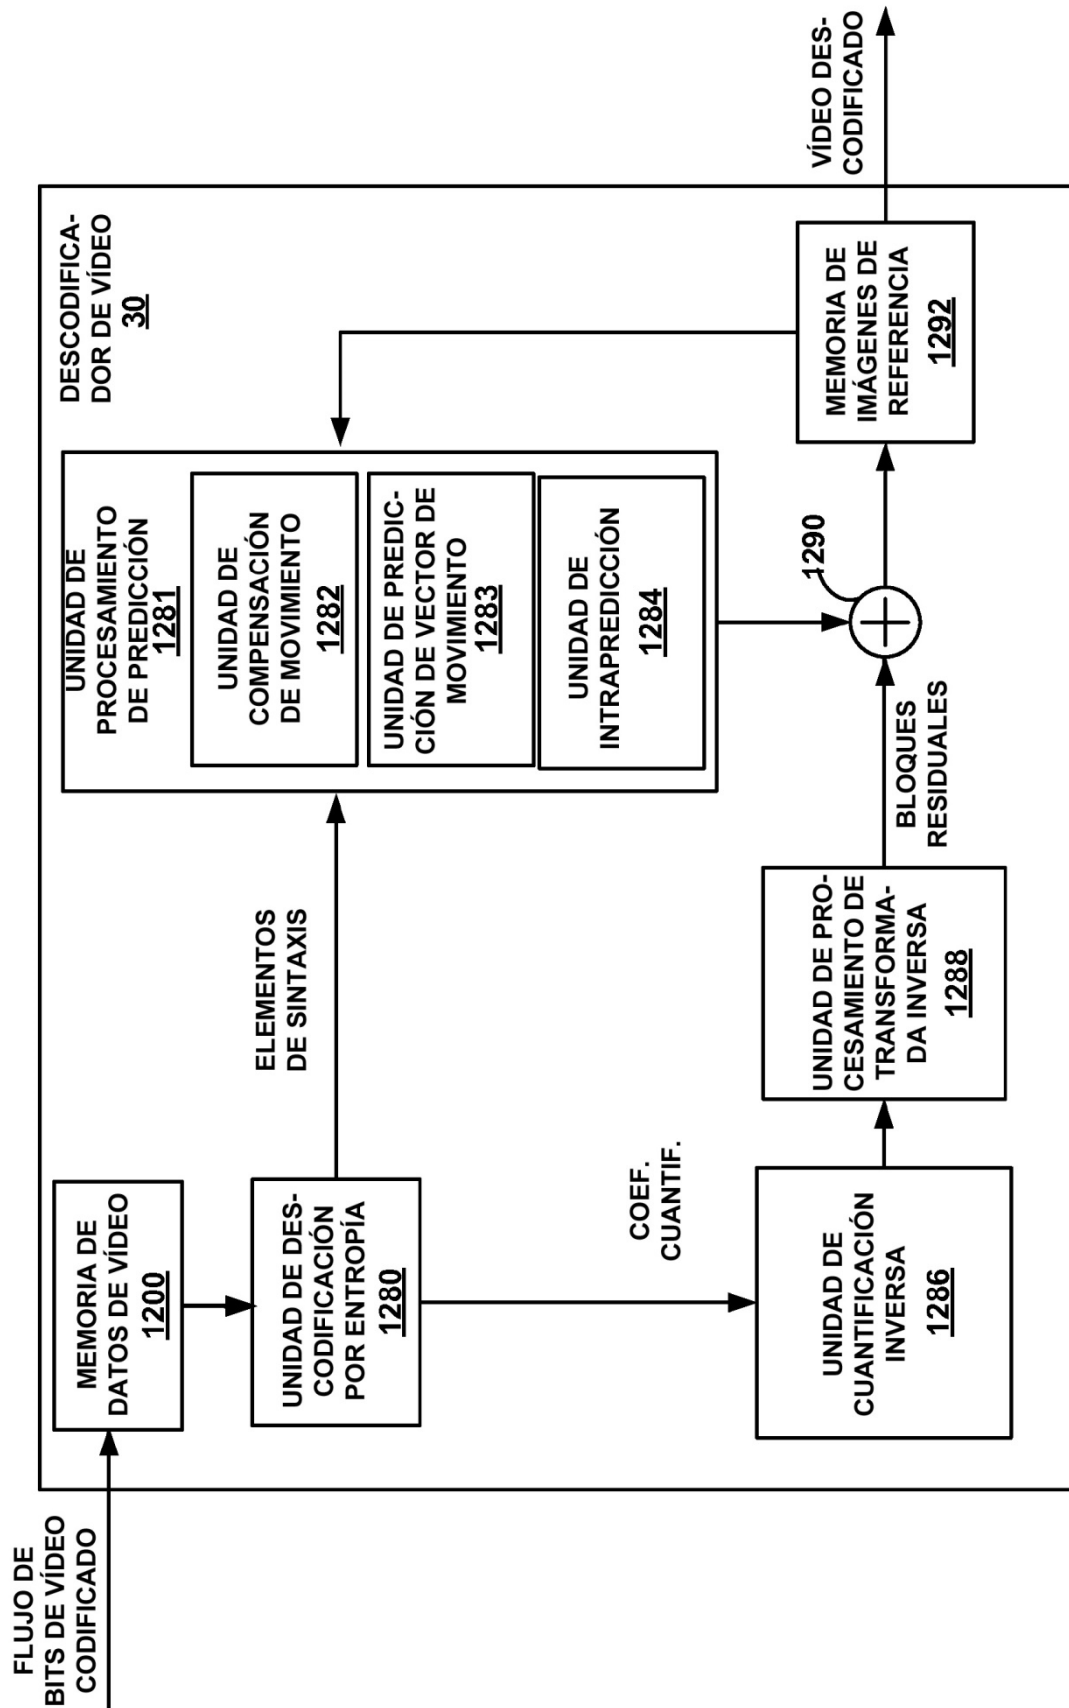 FLUJO DE
BITS DE VÍDEO
CODIFICADO
DESCODIFICA-
DOR DE VÍDEO
30
MEMORIA DE
DATOS DE VÍDEO
1200
UNIDAD DE DES-
CODIFICACIÓN
POR ENTROPÍA
1280
ELEMENTOS
DE SINTAXIS
UNIDAD DE
PROCESAMIENTO
DE PREDICCIÓN
1281
UNIDAD DE
COMPENSACIÓN
DE MOVIMIENTO
1282
UNIDAD DE PREDIC-
CIÓN DE VECTOR DE
MOVIMIENTO
1283
UNIDAD DE
INTRAPREDICCIÓN
1284
COEF.
CUANTIF.
UNIDAD DE
CUANTIFICACIÓN
INVERSA
1286
UNIDAD DE PRO-
CESAMIENTO DE
TRANSFORMA-
DA INVERSA
1288
BLOQUES
RESIDUALES
1290
MEMORIA DE
IMÁGENES DE
REFERENCIA
1292
VÍDEO DES-
CODIFICADO